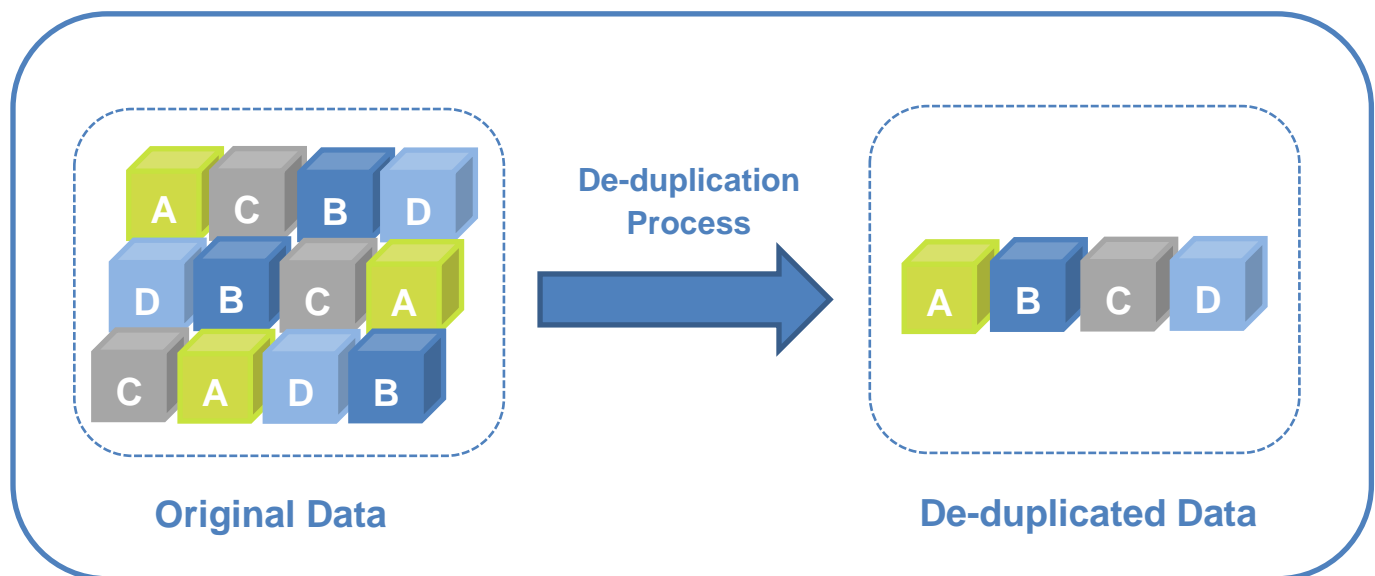 A C B D
De-duplication
Process
D B C A
A B C D
C A D B
Original Data
De-duplicated Data